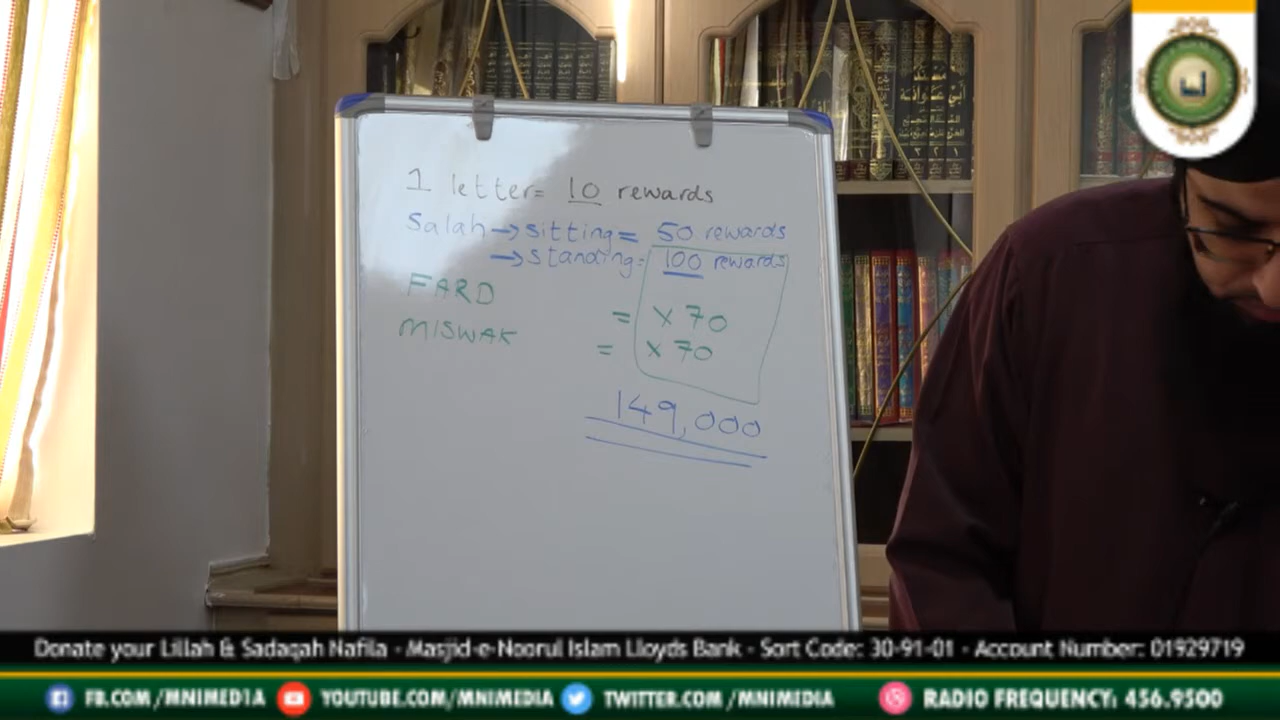 1 letter = 10 rewards
Salah → sitting = 50 rewards
→ standing = 100 rewards
FARD = x 70
MISWAK = x 70
149,000
أبي عوانة
Donate your Lillah & Sadaqah Nafila - Masjid-e-Noorul Islam Lloyds Bank - Sort Code: 30-91-01 - Account Number: 01929719
FB.COM/MNIMEDIA YOUTUBE.COM/MNIMEDIA TWITTER.COM/MNIMEDIA RADIO FREQUENCY: 456.9500